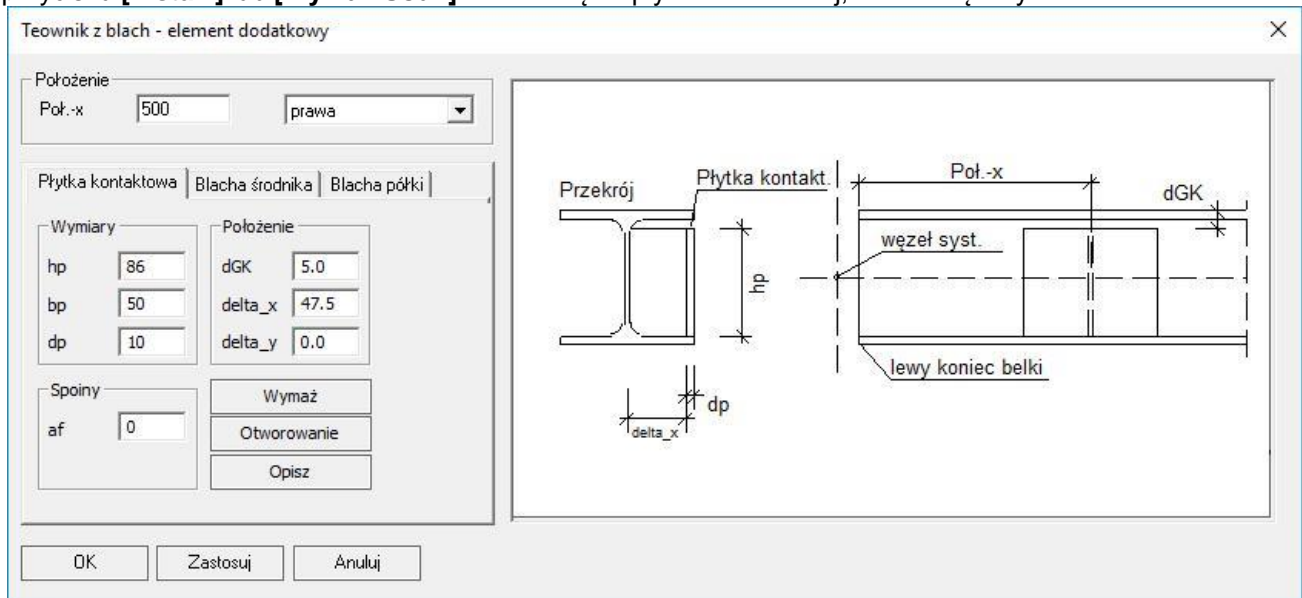 Teownik z blach - element dodatkowy
Położenie
Poł.-x 500 prawa
Płytka kontaktowa Blacha środnika Blacha półki
Wymiary Położenie
hp 86 dGK 5.0
bp 50 delta_x 47.5
dp 10 delta_y 0.0
Spoiny
af 0
Wymaż
Otworowanie
Opisz
OK Zastosuj Anuluj
Przekrój
Płytka kontakt.
Poł.-x
dGK
węzeł syst.
hp
lewy koniec belki
dp
delta_x